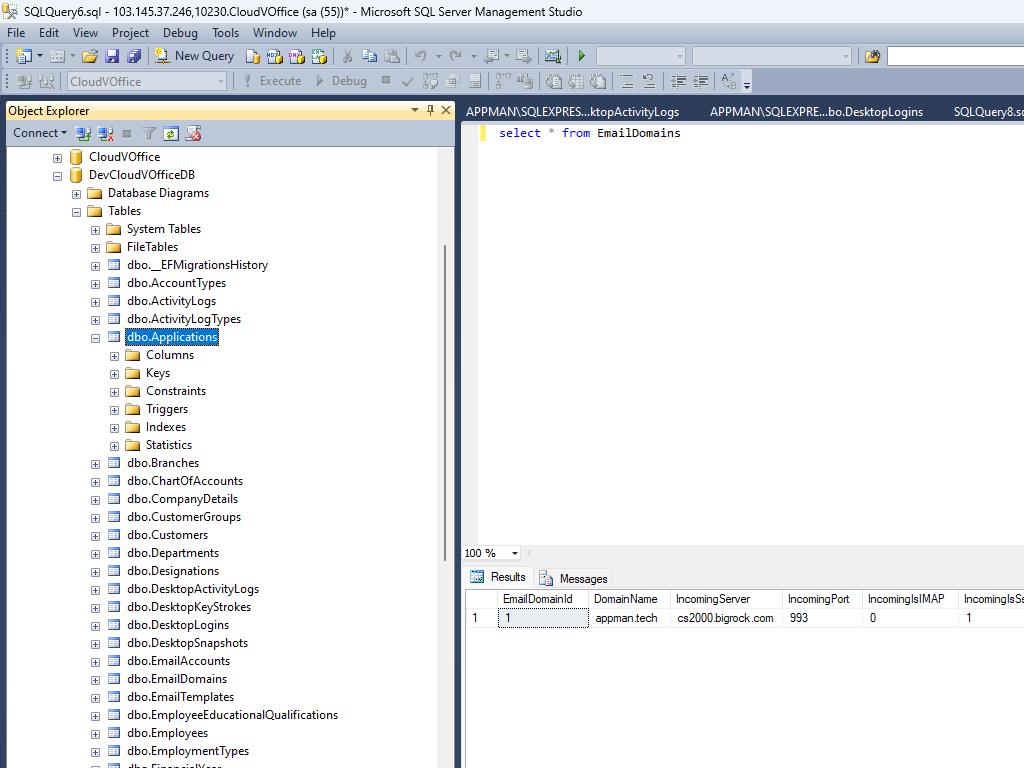 SQLQuery6.sql - 103.145.37.246,10230.CloudVOffice (sa (55))* - Microsoft SQL Server Management Studio
File Edit View Project Debug Tools Window Help
New Query
CloudVOffice Execute Debug
Object Explorer
APPMAN\SQLEXPRES...ktopActivityLogs APPMAN\SQLEXPRE...bo.DesktopLogins SQLQuery8.sq
Connect
select * from EmailDomains
CloudVOffice
DevCloudVOfficeDB
Database Diagrams
Tables
System Tables
FileTables
dbo.__EFMigrationsHistory
dbo.AccountTypes
dbo.ActivityLogs
dbo.ActivityLogTypes
dbo.Applications
Columns
Keys
Constraints
Triggers
Indexes
Statistics
dbo.Branches
dbo.ChartOfAccounts
dbo.CompanyDetails
dbo.CustomerGroups
dbo.Customers
dbo.Departments
dbo.Designations
dbo.DesktopActivityLogs
dbo.DesktopKeyStrokes
dbo.DesktopLogins
dbo.DesktopSnapshots
dbo.EmailAccounts
dbo.EmailDomains
dbo.EmailTemplates
dbo.EmployeeEducationalQualifications
dbo.Employees
dbo.EmploymentTypes
dbo.FinancialYear
100 %
Results Messages
EmailDomainId DomainName IncomingServer IncomingPort IncomingIsIMAP IncomingIsSs
1 1 appman.tech cs2000.bigrock.com 993 0 1